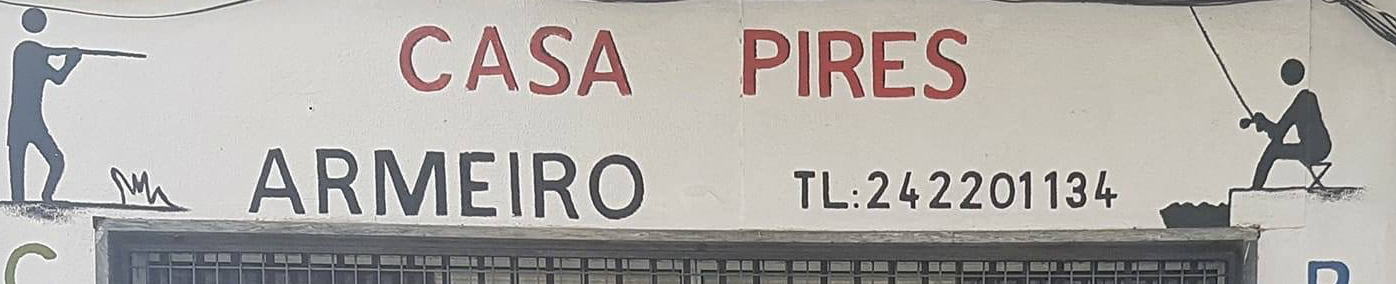 CASA PIRES
ARMEIRO TL:242201134
C